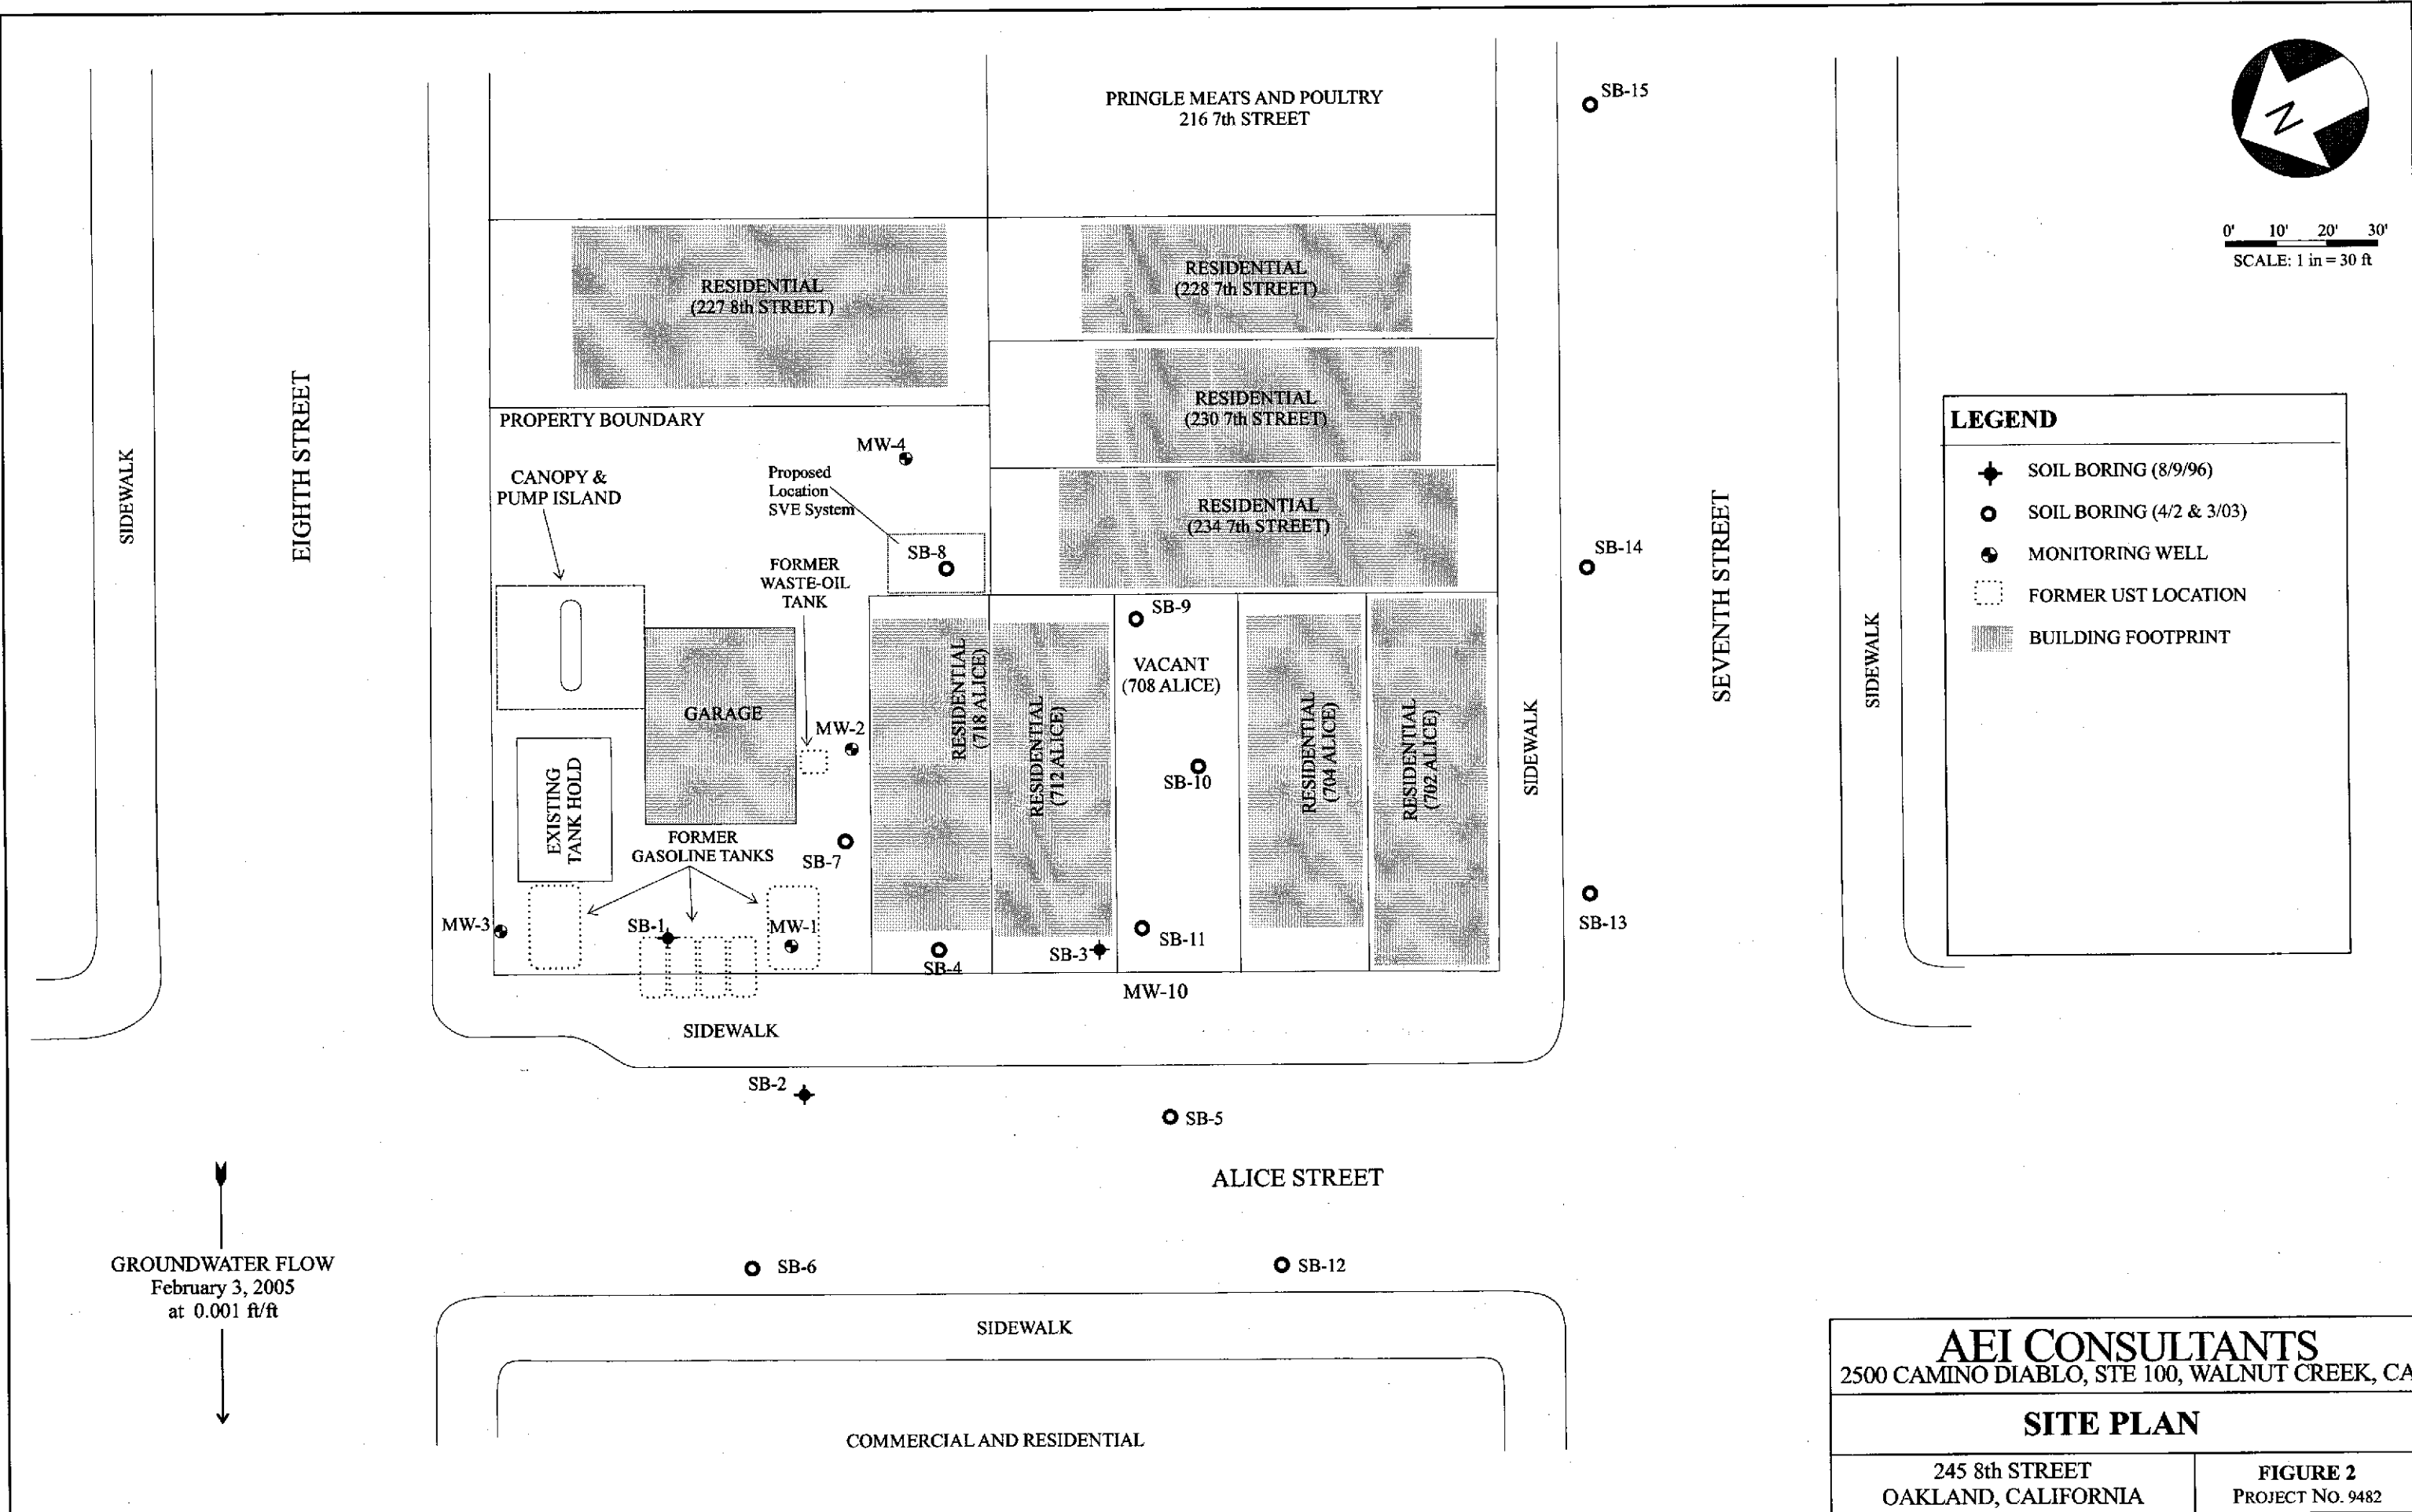 PRINGLE MEATS AND POULTRY
216 7th STREET
SB-15
N
0' 10' 20' 30'
SCALE: 1 in = 30 ft
RESIDENTIAL
(227 8th STREET)
RESIDENTIAL
(228 7th STREET)
RESIDENTIAL
(230 7th STREET)
RESIDENTIAL
(234 7th STREET)
SIDEWALK
EIGHTH STREET
PROPERTY BOUNDARY
MW-4
CANOPY &
PUMP ISLAND
Proposed
Location
SVE System
SB-8
FORMER
WASTE-OIL
TANK
SB-9
VACANT
(708 ALICE)
SB-14
SEVENTH STREET
SIDEWALK
SIDEWALK
LEGEND
SOIL BORING (8/9/96)
SOIL BORING (4/2 & 3/03)
MONITORING WELL
FORMER UST LOCATION
BUILDING FOOTPRINT
GARAGE
MW-2
RESIDENTIAL
(718 ALICE)
RESIDENTIAL
(712 ALICE)
SB-10
RESIDENTIAL
(704 ALICE)
RESIDENTIAL
(702 ALICE)
EXISTING
TANK HOLD
FORMER
GASOLINE TANKS
SB-7
MW-3
SB-1
MW-1
SB-4
SB-3
SB-11
SB-13
MW-10
SIDEWALK
SB-2
SB-5
ALICE STREET
GROUNDWATER FLOW
February 3, 2005
at 0.001 ft/ft
SB-6
SB-12
SIDEWALK
COMMERCIAL AND RESIDENTIAL
AEI CONSULTANTS
2500 CAMINO DIABLO, STE 100, WALNUT CREEK, CA
SITE PLAN
245 8th STREET
OAKLAND, CALIFORNIA
FIGURE 2
PROJECT NO. 9482